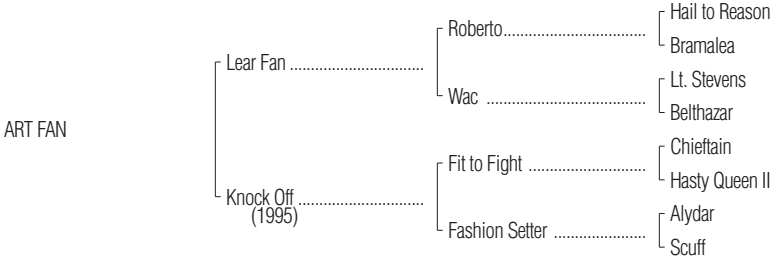 Hail to Reason
Roberto..................................
Bramalea
Lear Fan ................................
Lt. Stevens
Wac ......................................
Belthazar
ART FAN
Chieftain
Fit to Fight ............................
Hasty Queen II
Knock Off ..............................
(1995)
Alydar
Fashion Setter ......................
Scuff